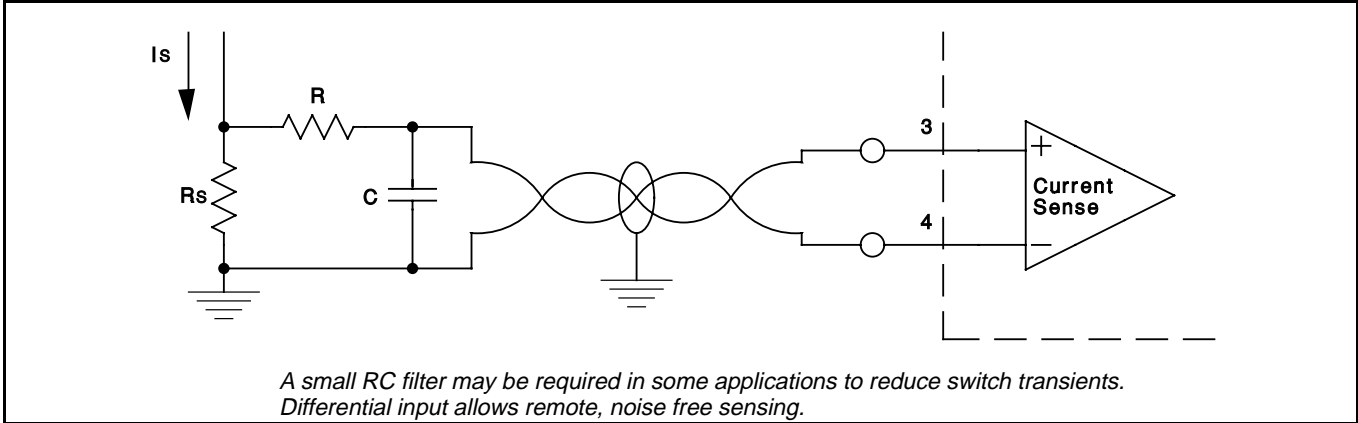 Is
R
3
Rs
C
+
Current
Sense
4
−
A small RC filter may be required in some applications to reduce switch transients.
Differential input allows remote, noise free sensing.